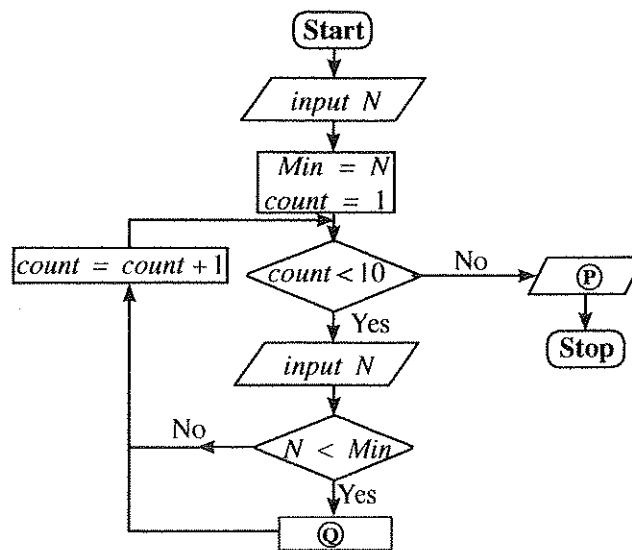 Start
input N
Min = N
count = 1
count = count + 1
count < 10
No
Ⓟ
Yes
Stop
input N
No
N < Min
Yes
Ⓠ